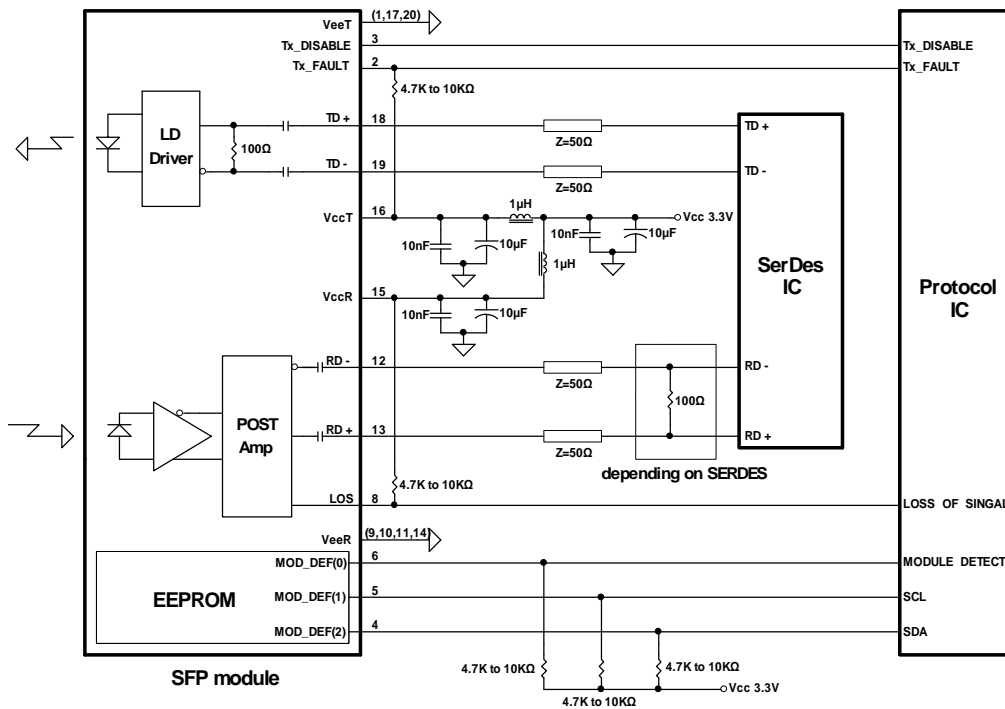 VeeT (1,17,20)
Tx_DISABLE 3 Tx_DISABLE
Tx_FAULT 2 Tx_FAULT
4.7K to 10KΩ
LD
Driver
100Ω
TD + 18 Z=50Ω TD +
TD - 19 Z=50Ω TD -
1µH
VccT 16 Vcc 3.3V
10nF 10µF 10nF 10µF
1µH
SerDes
IC
Protocol
IC
VccR 15
10nF 10µF
RD - 12 Z=50Ω RD -
POST
Amp
100Ω
RD + 13 Z=50Ω RD +
depending on SERDES
4.7K to 10KΩ
LOS 8 LOSS OF SINGAL
VeeR (9,10,11,14)
MOD_DEF(0) 6 MODULE DETECT
EEPROM
MOD_DEF(1) 5 SCL
MOD_DEF(2) 4 SDA
4.7K to 10KΩ 4.7K to 10KΩ
4.7K to 10KΩ
Vcc 3.3V
SFP module